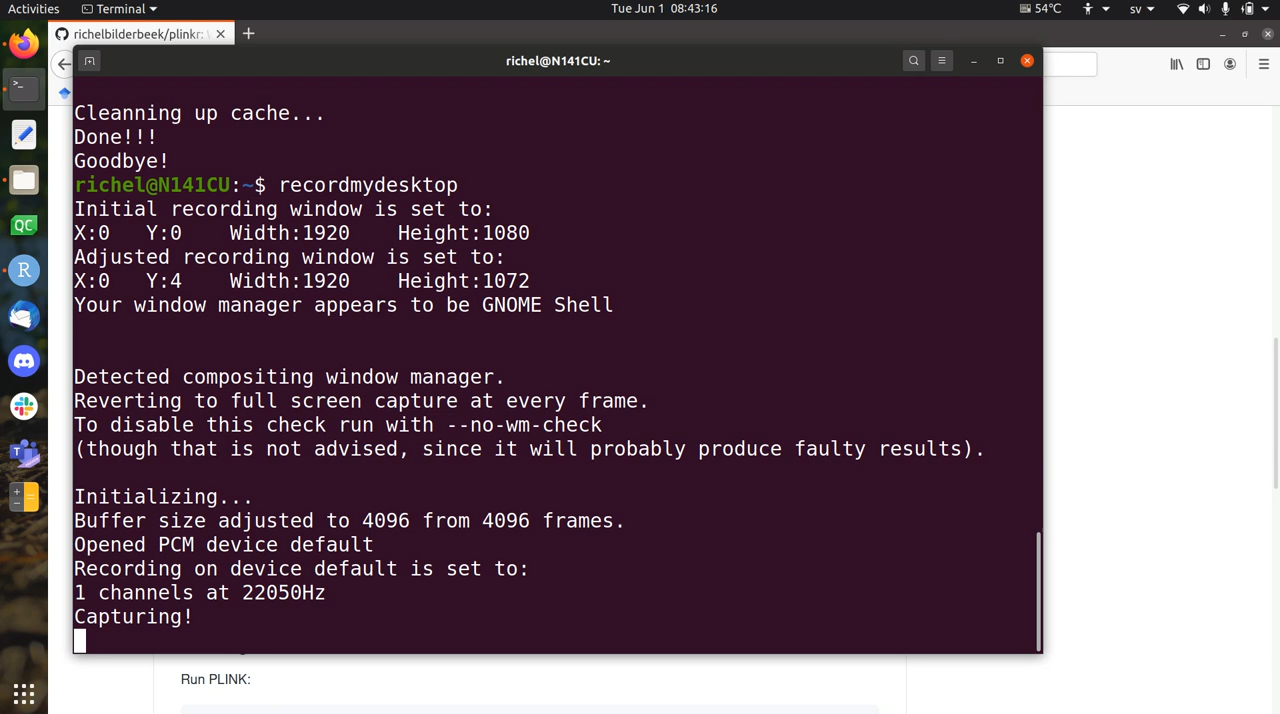 Activities Terminal Tue Jun 1 08:43:16 54°C sv
richelbilderbeek/plinkr:
richel@N141CU: ~
Cleanning up cache...
Done!!!
Goodbye!
richel@N141CU:~$ recordmydesktop
Initial recording window is set to:
X:0 Y:0 Width:1920 Height:1080
Adjusted recording window is set to:
X:0 Y:4 Width:1920 Height:1072
Your window manager appears to be GNOME Shell
Detected compositing window manager.
Reverting to full screen capture at every frame.
To disable this check run with --no-wm-check
(though that is not advised, since it will probably produce faulty results).
Initializing...
Buffer size adjusted to 4096 from 4096 frames.
Opened PCM device default
Recording on device default is set to:
1 channels at 22050Hz
Capturing!
Run PLINK:
QC
R
T